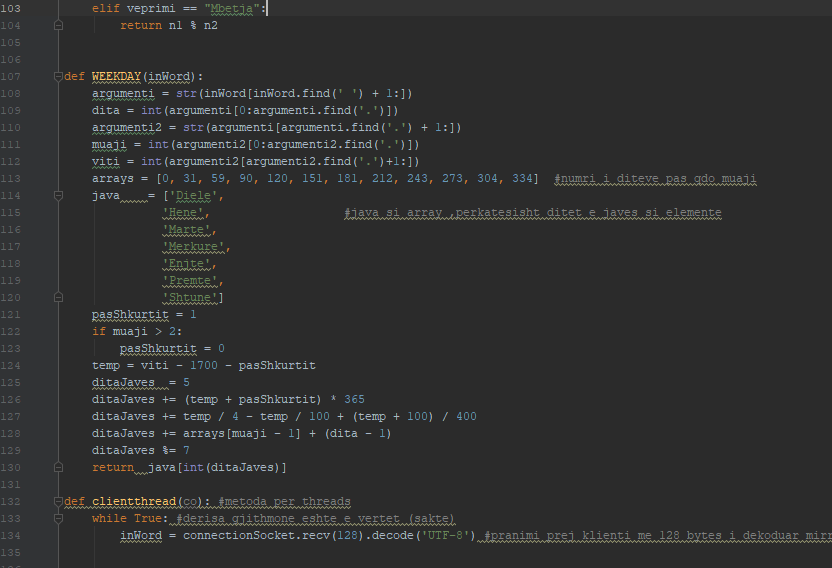 103 elif veprimi == "Mbetja":
104 return n1 % n2
105
106
107 def WEEKDAY(inWord):
108 argumenti = str(inWord[inWord.find(' ') + 1:])
109 dita = int(argumenti[0:argumenti.find('.')])
110 argumenti2 = str(argumenti[argumenti.find('.') + 1:])
111 muaji = int(argumenti2[0:argumenti2.find('.')])
112 viti = int(argumenti2[argumenti2.find('.')+1:])
113 arrays = [0, 31, 59, 90, 120, 151, 181, 212, 243, 273, 304, 334] #numri i diteve pas qdo muaji
114 java = ['Diele',
115 'Hene', #java si array ,perkatesisht ditet e javes si elemente
116 'Marte',
117 'Merkure',
118 'Enjte',
119 'Premte',
120 'Shtune']
121 pasShkurtit = 1
122 if muaji > 2:
123 pasShkurtit = 0
124 temp = viti - 1700 - pasShkurtit
125 ditaJaves = 5
126 ditaJaves += (temp + pasShkurtit) * 365
127 ditaJaves += temp / 4 - temp / 100 + (temp + 100) / 400
128 ditaJaves += arrays[muaji - 1] + (dita - 1)
129 ditaJaves %= 7
130 return java[int(ditaJaves)]
131
132 def clientthread(co): #metoda per threads
133 while True: #derisa gjithmone eshte e vertet (sakte)
134 inWord = connectionSocket.recv(128).decode('UTF-8') #pranimi prej klienti me 128 bytes i dekoduar mirr
135